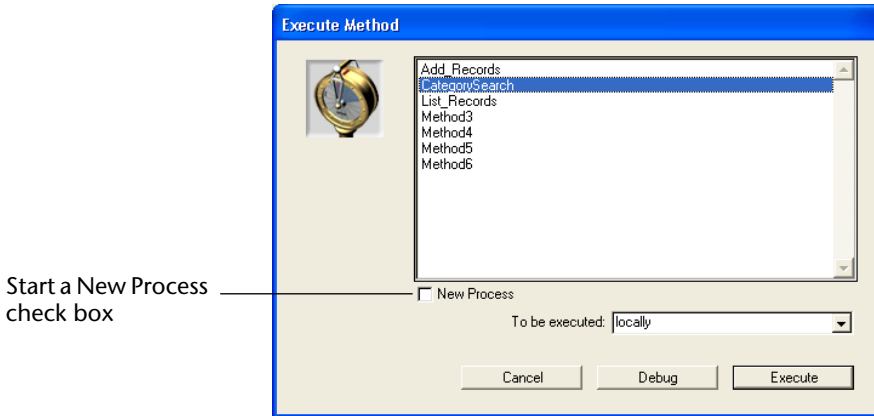 Execute Method
Add_Records
CategorySearch
List_Records
Method3
Method4
Method5
Method6
Start a New Process
check box
New Process
To be executed: locally
Cancel Debug Execute